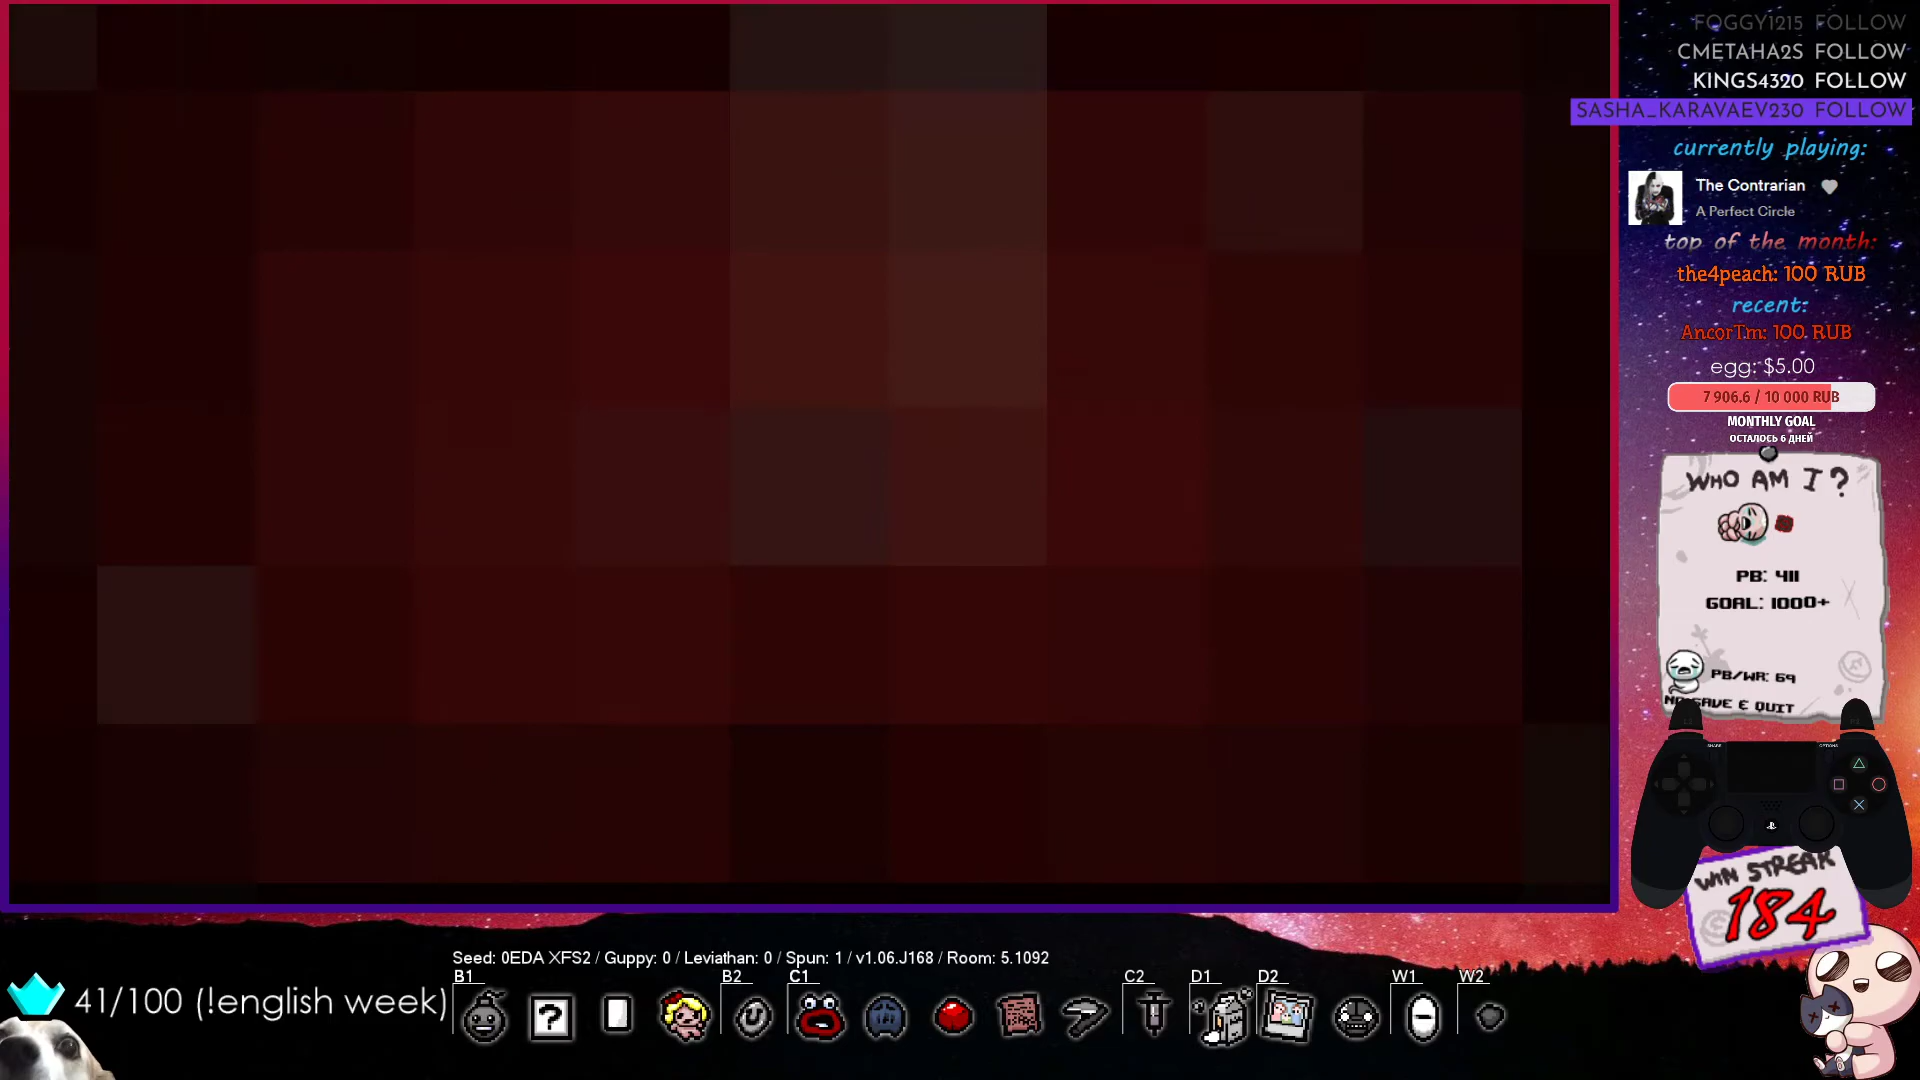 FOGGY1215 FOLLOW
CMETAHA2S FOLLOW
KINGS4320 FOLLOW
SASHA_KARAVAEV230 FOLLOW
currently playing:
The Contrarian
A Perfect Circle
top of the month:
the4peach: 100 RUB
recent:
AncorTm: 100 RUB
egg: $5.00
7 906.6 / 10 000 RUB
MONTHLY GOAL
ОСТАЛОСЬ 6 ДНЕЙ
WHO AM I?
PB: 411
GOAL: 1000+
PB/WR: 69
NO SAVE & QUIT
SHARE
OPTIONS
WIN STREAK
184
Seed: 0EDA XFS2 / Guppy: 0 / Leviathan: 0 / Spun: 1 / v1.06.J168 / Room: 5.1092
B1 B2 C1 C2 D1 D2 W1 W2
?
41/100 (!english week)